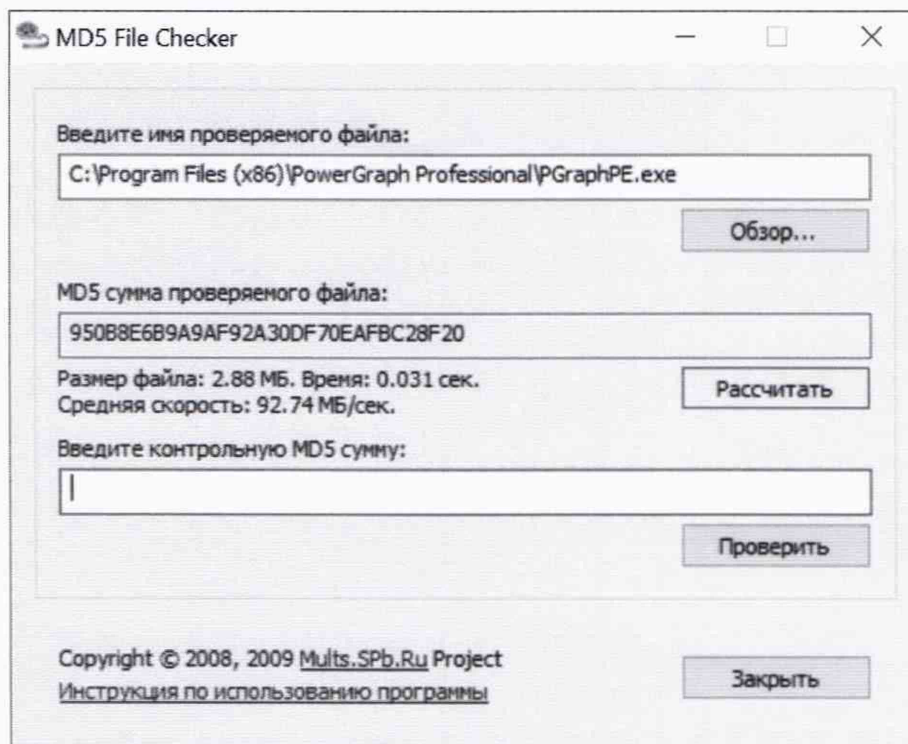 MD5 File Checker
Введите имя проверяемого файла:
C:\Program Files (x86)\PowerGraph Professional\PGraphPE.exe
Обзор...
MD5 сумма проверяемого файла:
950B8E6B9A9AF92A30DF70EAFBC28F20
Размер файла: 2.88 МБ. Время: 0.031 сек.
Рассчитать
Средняя скорость: 92.74 МБ/сек.
Введите контрольную MD5 сумму:
Проверить
Copyright © 2008, 2009 Mults.SPb.Ru Project
Закрыть
Инструкция по использованию программы